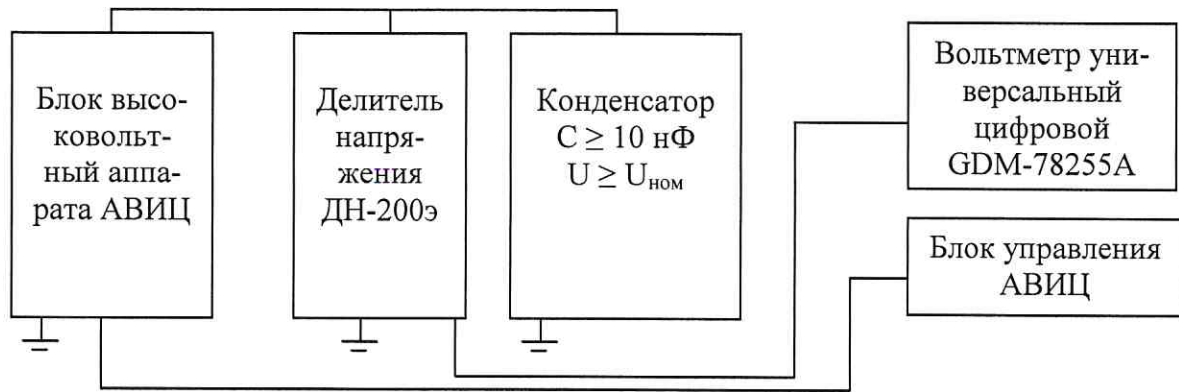 Блок высо-
ковольт-
ный аппа-
рата АВИЦ
Делитель
напря-
жения
ДН-200э
Конденсатор
C ≥ 10 нФ
U ≥ Uном
Вольтметр уни-
версальный
цифровой
GDM-78255A
Блок управления
АВИЦ